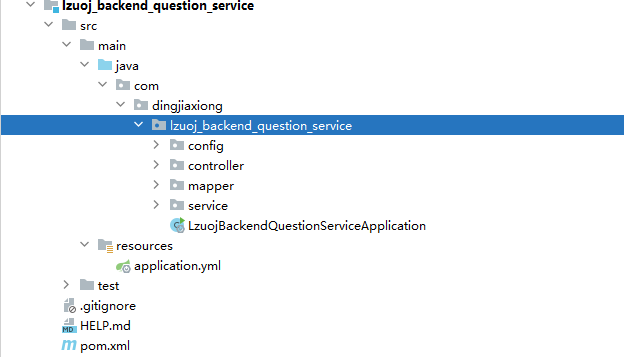 lzuoj_backend_question_service
src
main
java
com
dingjiaxiong
lzuoj_backend_question_service
config
controller
mapper
service
LzuojBackendQuestionServiceApplication
resources
application.yml
test
.gitignore
HELP.md
pom.xml